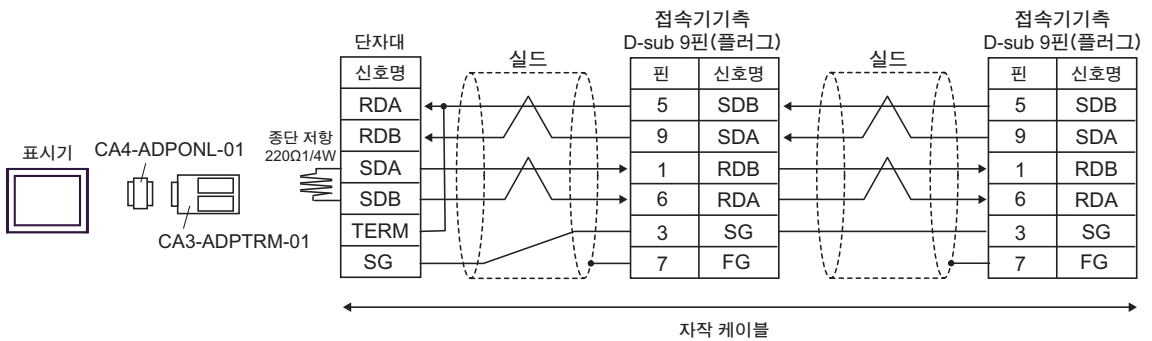 표시기
CA4-ADPONL-01
CA3-ADPTRM-01
종단 저항
220Ω1/4W
단자대
신호명
RDA
RDB
SDA
SDB
TERM
SG
실드
접속기기측
D-sub 9핀(플러그)
핀 신호명
5 SDB
9 SDA
1 RDB
6 RDA
3 SG
7 FG
실드
접속기기측
D-sub 9핀(플러그)
핀 신호명
5 SDB
9 SDA
1 RDB
6 RDA
3 SG
7 FG
자작 케이블